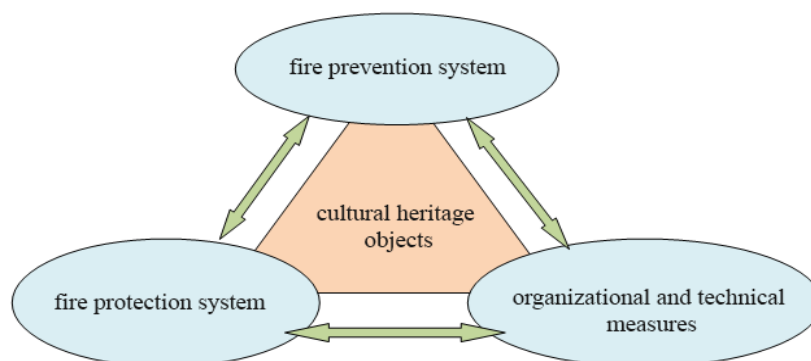 fire prevention system
cultural heritage
objects
fire protection system
organizational and technical
measures